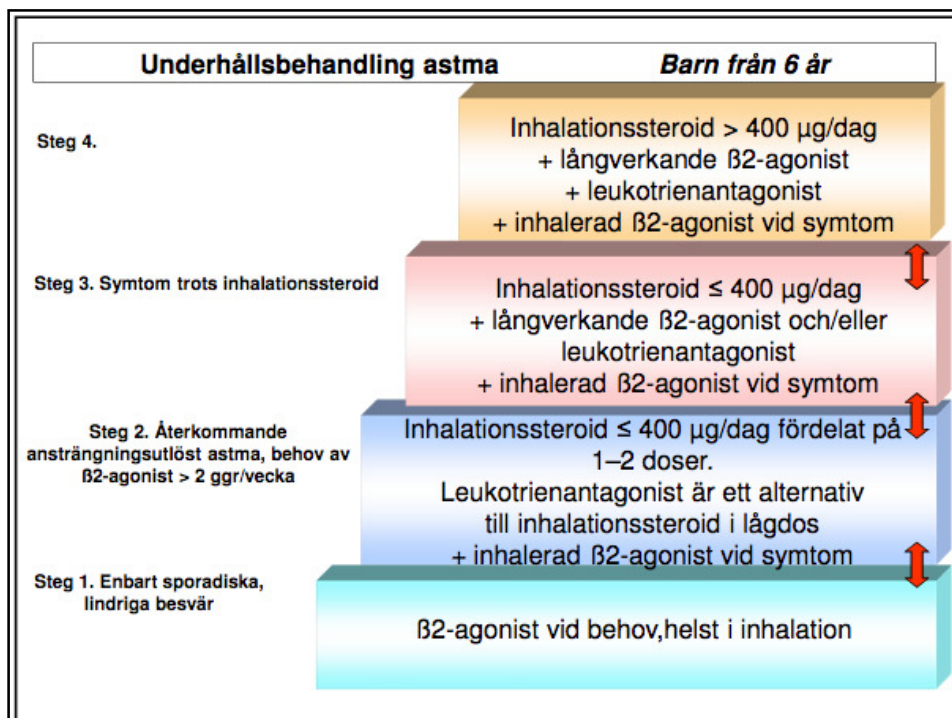 Underhållsbehandling astma Barn från 6 år
Steg 4.
Inhalationssteroid > 400 µg/dag
+ långverkande ß2-agonist
+ leukotrienantagonist
+ inhalerad ß2-agonist vid symtom
Steg 3. Symtom trots inhalationssteroid
Inhalationssteroid ≤ 400 µg/dag
+ långverkande ß2-agonist och/eller
leukotrienantagonist
+ inhalerad ß2-agonist vid symtom
Steg 2. Återkommande
ansträngningsutlöst astma, behov av
ß2-agonist > 2 ggr/vecka
Inhalationssteroid ≤ 400 µg/dag fördelat på
1–2 doser.
Leukotrienantagonist är ett alternativ
till inhalationssteroid i lågdos
+ inhalerad ß2-agonist vid symtom
Steg 1. Enbart sporadiska,
lindriga besvär
ß2-agonist vid behov,helst i inhalation